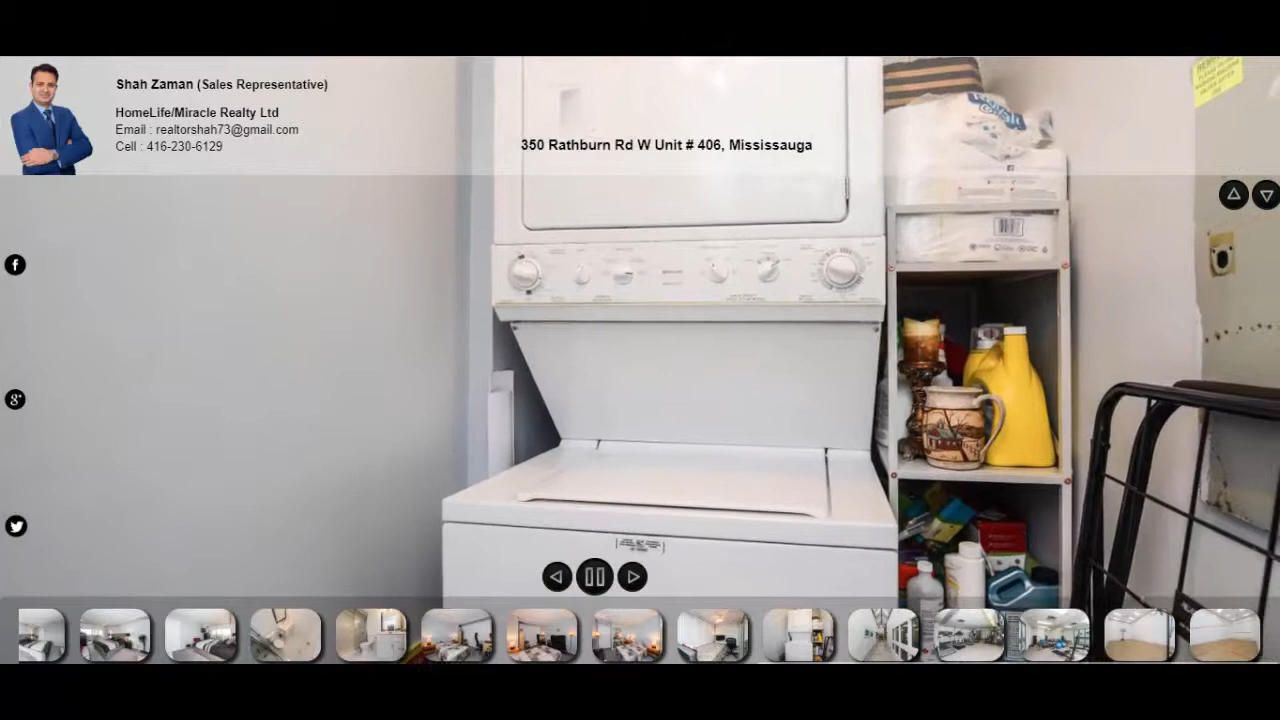 Shah Zaman (Sales Representative)
HomeLife/Miracle Realty Ltd
Email : realtorshah73@gmail.com
Cell : 416-230-6129
350 Rathburn Rd W Unit # 406, Mississauga